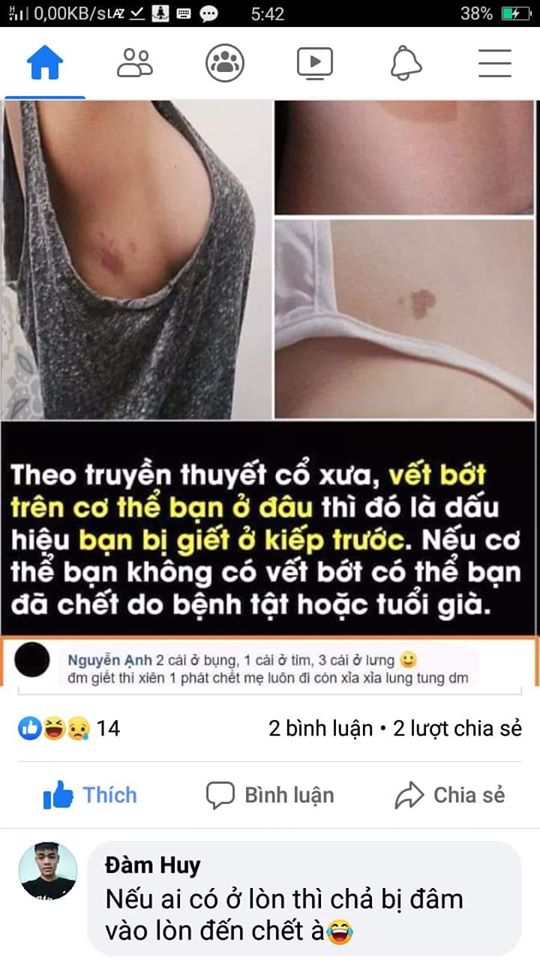 0,00KB/s LAZ 5:42 38%
Theo truyền thuyết cổ xưa, vết bớt
trên cơ thể bạn ở đâu thì đó là dấu
hiệu bạn bị giết ở kiếp trước. Nếu cơ
thể bạn không có vết bớt có thể bạn
đã chết do bệnh tật hoặc tuổi già.
Nguyễn Ạnh 2 cái ở bụng, 1 cái ở tim, 3 cái ở lưng
đm giết thi xiên 1 phát chết mẹ luôn đi còn xỉa xỉa lung tung dm
14 2 bình luận • 2 lượt chia sẻ
Thích Bình luận Chia sẻ
Đàm Huy
Nếu ai có ở lòn thì chả bị đâm
vào lòn đến chết à😂